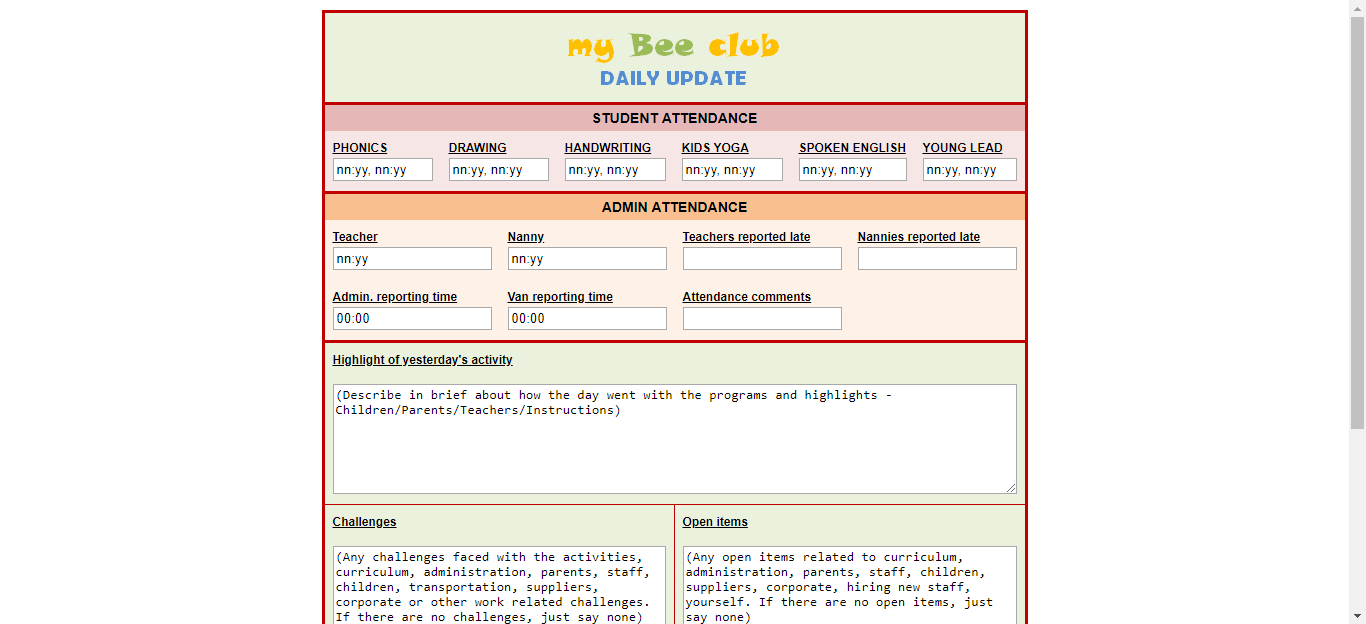 my Bee club
DAILY UPDATE
STUDENT ATTENDANCE
PHONICS DRAWING HANDWRITING KIDS YOGA SPOKEN ENGLISH YOUNG LEAD
nn:yy, nn:yy nn:yy, nn:yy nn:yy, nn:yy nn:yy, nn:yy nn:yy, nn:yy nn:yy, nn:yy
ADMIN ATTENDANCE
Teacher Nanny Teachers reported late Nannies reported late
nn:yy nn:yy
Admin. reporting time Van reporting time Attendance comments
00:00 00:00
Highlight of yesterday's activity
(Describe in brief about how the day went with the programs and highlights -
Children/Parents/Teachers/Instructions)
Challenges
(Any challenges faced with the activities,
curriculum, administration, parents, staff,
children, transportation, suppliers,
corporate or other work related challenges.
If there are no challenges, just say none)
Open items
(Any open items related to curriculum,
administration, parents, staff, children,
suppliers, corporate, hiring new staff,
yourself. If there are no open items, just
say none)